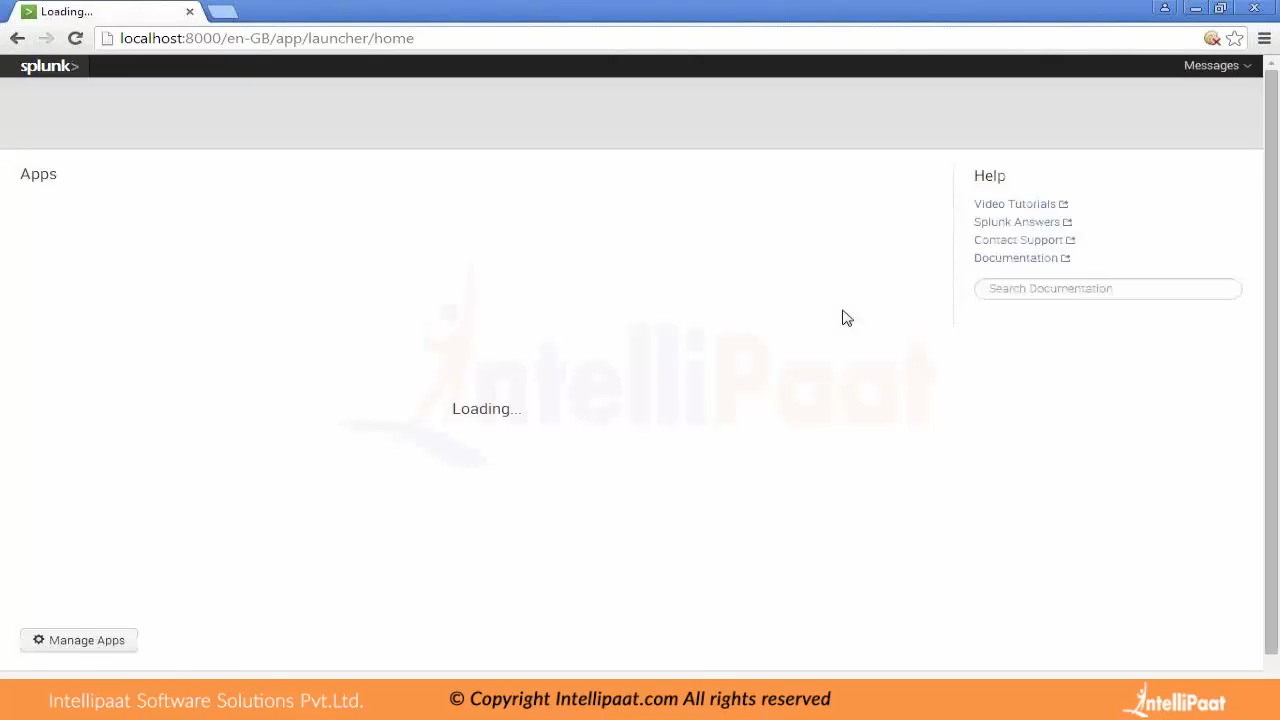 Loading...
localhost:8000/en-GB/app/launcher/home
splunk>
Messages
Apps
Help
Video Tutorials
Splunk Answers
Contact Support
Documentation
Search Documentation
IntelliPaat
Loading...
Manage Apps
Intellipaat Software Solutions Pvt.Ltd.
© Copyright Intellipaat.com All rights reserved
IntelliPaat